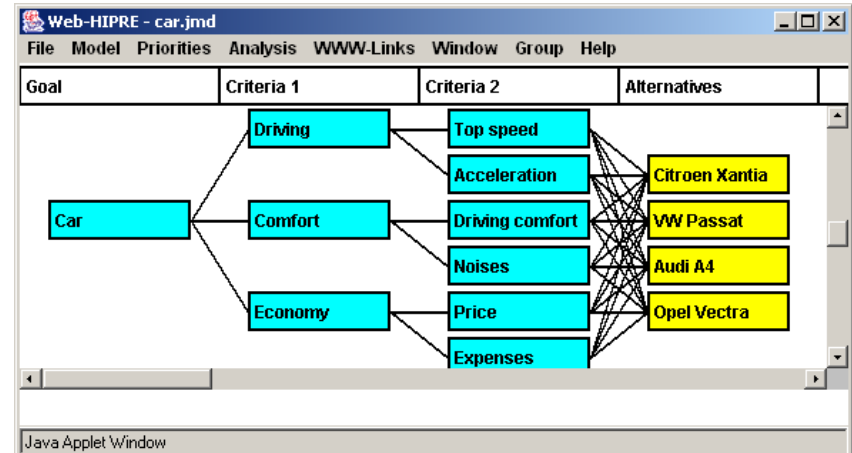 Web-HIPRE - car.jmd
File Model Priorities Analysis WWW-Links Window Group Help
Goal Criteria 1 Criteria 2 Alternatives
Driving Top speed
Acceleration Citroen Xantia
Car Comfort Driving comfort VW Passat
Noises Audi A4
Economy Price Opel Vectra
Expenses
Java Applet Window